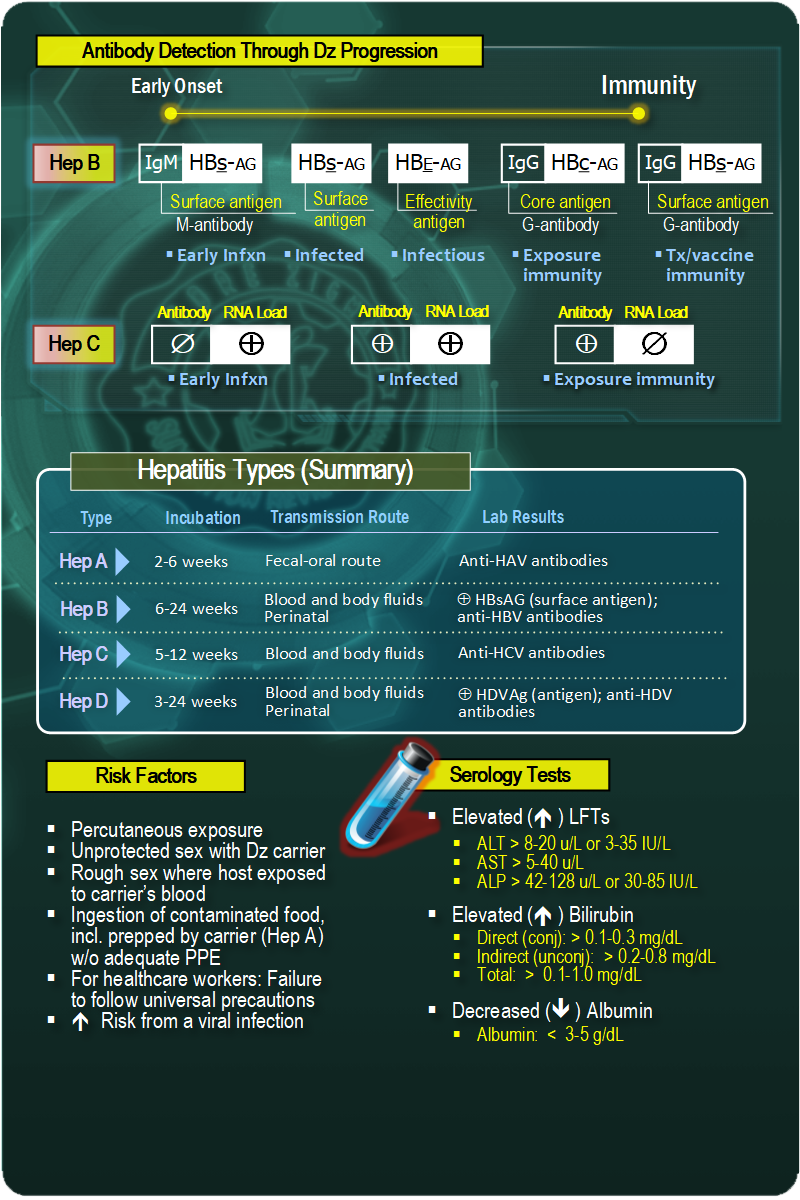 Antibody Detection Through Dz Progression
Early Onset
Immunity
Hep B
IgM HBs-AG
HBs-AG
HBE-AG
IgG HBc-AG
IgG HBs-AG
Surface antigen
M-antibody
Surface
antigen
Effectivity
antigen
Core antigen
G-antibody
Surface antigen
G-antibody
▪ Early Infxn
▪ Infected
▪ Infectious
▪ Exposure
immunity
▪ Tx/vaccine
immunity
Antibody RNA Load
Antibody RNA Load
Antibody RNA Load
Hep C
∅ ⊕
⊕ ⊕
⊕ ∅
▪ Early Infxn
▪ Infected
▪ Exposure immunity
Hepatitis Types (Summary)
Type Incubation Transmission Route Lab Results
Hep A 2-6 weeks Fecal-oral route Anti-HAV antibodies
Hep B 6-24 weeks Blood and body fluids
Perinatal
⊕ HBsAG (surface antigen);
anti-HBV antibodies
Hep C 5-12 weeks Blood and body fluids Anti-HCV antibodies
Hep D 3-24 weeks Blood and body fluids
Perinatal
⊕ HDVAg (antigen); anti-HDV
antibodies
Risk Factors
▪ Percutaneous exposure
▪ Unprotected sex with Dz carrier
▪ Rough sex where host exposed
to carrier's blood
▪ Ingestion of contaminated food,
incl. prepped by carrier (Hep A)
w/o adequate PPE
▪ For healthcare workers: Failure
to follow universal precautions
▪ ↑ Risk from a viral infection
Serology Tests
▪ Elevated (↑) LFTs
▪ ALT > 8-20 u/L or 3-35 IU/L
▪ AST > 5-40 u/L
▪ ALP > 42-128 u/L or 30-85 IU/L
▪ Elevated (↑) Bilirubin
▪ Direct (conj): > 0.1-0.3 mg/dL
▪ Indirect (unconj): > 0.2-0.8 mg/dL
▪ Total: > 0.1-1.0 mg/dL
▪ Decreased (↓) Albumin
▪ Albumin: < 3-5 g/dL